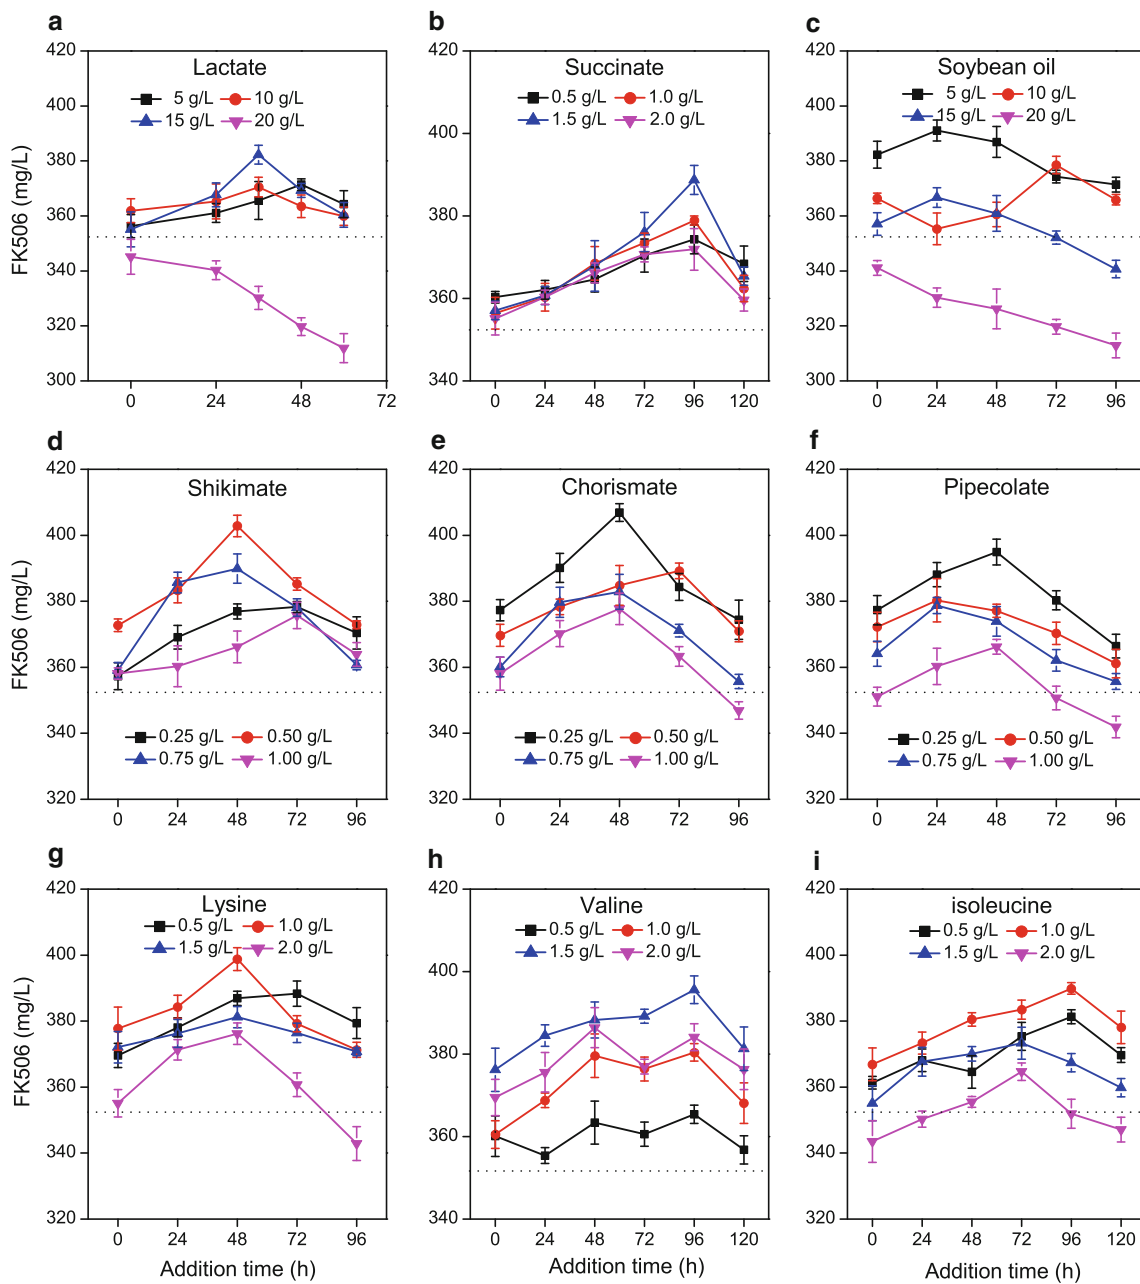 a
Lactate
5 g/L 10 g/L
15 g/L 20 g/L
FK506 (mg/L)
420
400
380
360
340
320
300
0 24 48 72
b
Succinate
0.5 g/L 1.0 g/L
1.5 g/L 2.0 g/L
420
400
380
360
340
0 24 48 72 96 120
c
Soybean oil
5 g/L 10 g/L
15 g/L 20 g/L
420
400
380
360
340
320
300
0 24 48 72 96
d
Shikimate
FK506 (mg/L)
420
400
380
360
340
320
0.25 g/L 0.50 g/L
0.75 g/L 1.00 g/L
0 24 48 72 96
e
Chorismate
420
400
380
360
340
320
0.25 g/L 0.50 g/L
0.75 g/L 1.00 g/L
0 24 48 72 96
f
Pipecolate
420
400
380
360
340
320
0.25 g/L 0.50 g/L
0.75 g/L 1.00 g/L
0 24 48 72 96
g
Lysine
0.5 g/L 1.0 g/L
1.5 g/L 2.0 g/L
FK506 (mg/L)
420
400
380
360
340
320
0 24 48 72 96
Addition time (h)
h
Valine
0.5 g/L 1.0 g/L
1.5 g/L 2.0 g/L
420
400
380
360
340
0 24 48 72 96 120
Addition time (h)
i
isoleucine
0.5 g/L 1.0 g/L
1.5 g/L 2.0 g/L
420
400
380
360
340
320
0 24 48 72 96 120
Addition time (h)